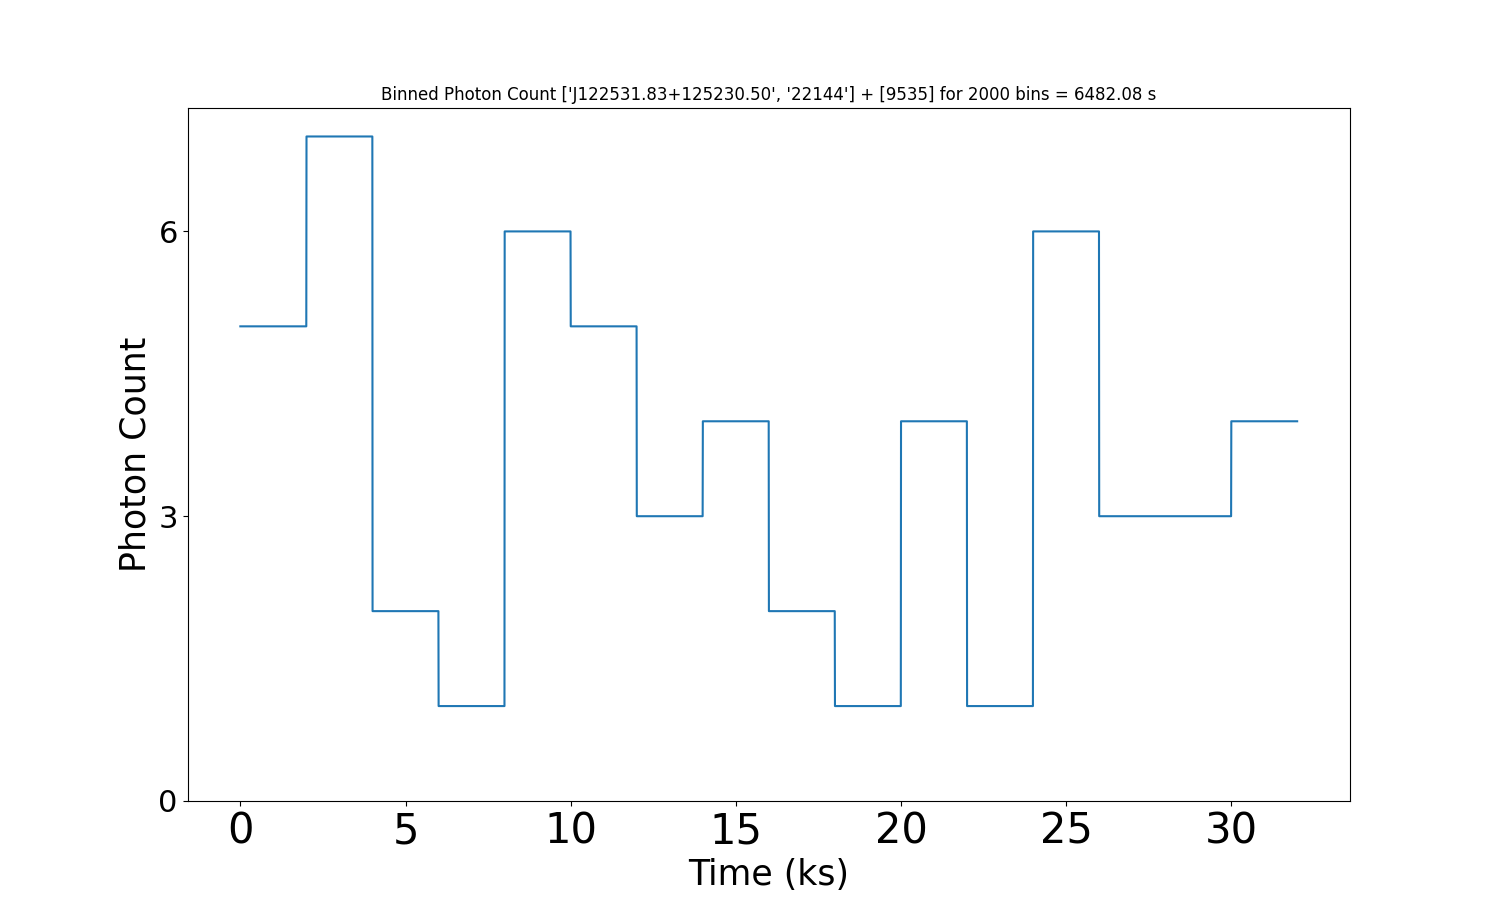 Binned Photon Count ['J122531.83+125230.50', '22144'] + [9535] for 2000 bins = 6482.08 s
6
3
0
Photon Count
0 5 10 15 20 25 30
Time (ks)